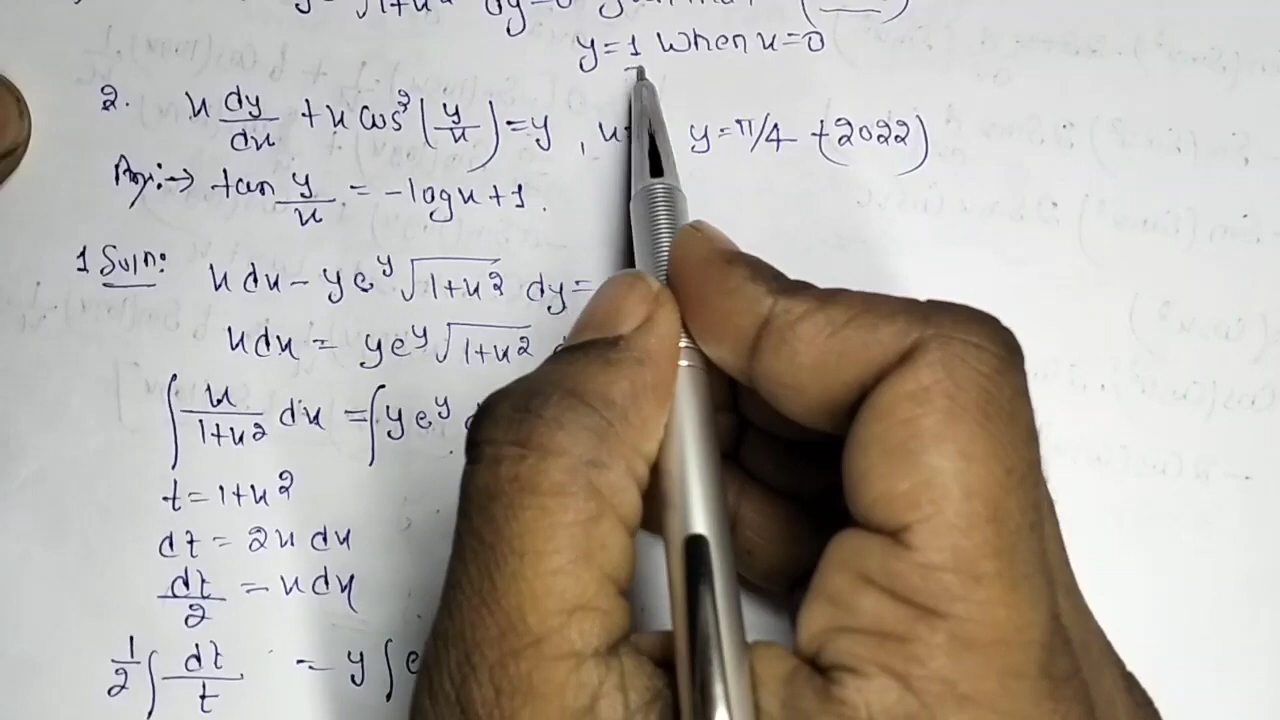 y=1 when x=0
2. x dy/dx + x cos² (y/x) = y , x= y=π/4 (2022)
Ans:→ tan y/x = -log x + 1.
1 Soln:
x dx - y e^y √(1+x²) dy =
x dx = y e^y √(1+x²)
∫ x/(1+x²) dx = ∫ y e^y
t = 1+x²
dt = 2x dx
dt/2 = x dx
1/2 ∫ dt/t = y ∫ e